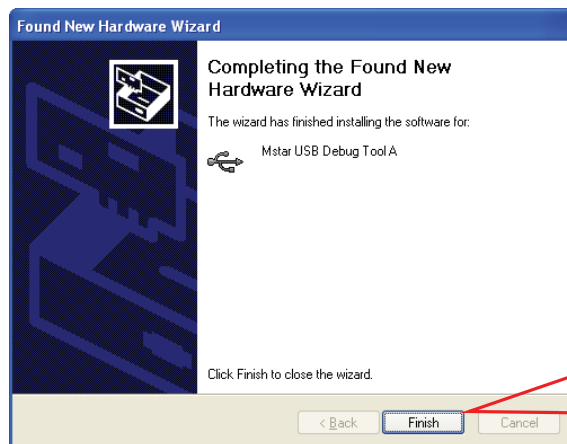 Found New Hardware Wizard
Completing the Found New
Hardware Wizard
The wizard has finished installing the software for:
Mstar USB Debug Tool A
Click Finish to close the wizard.
< Back
Finish
Cancel